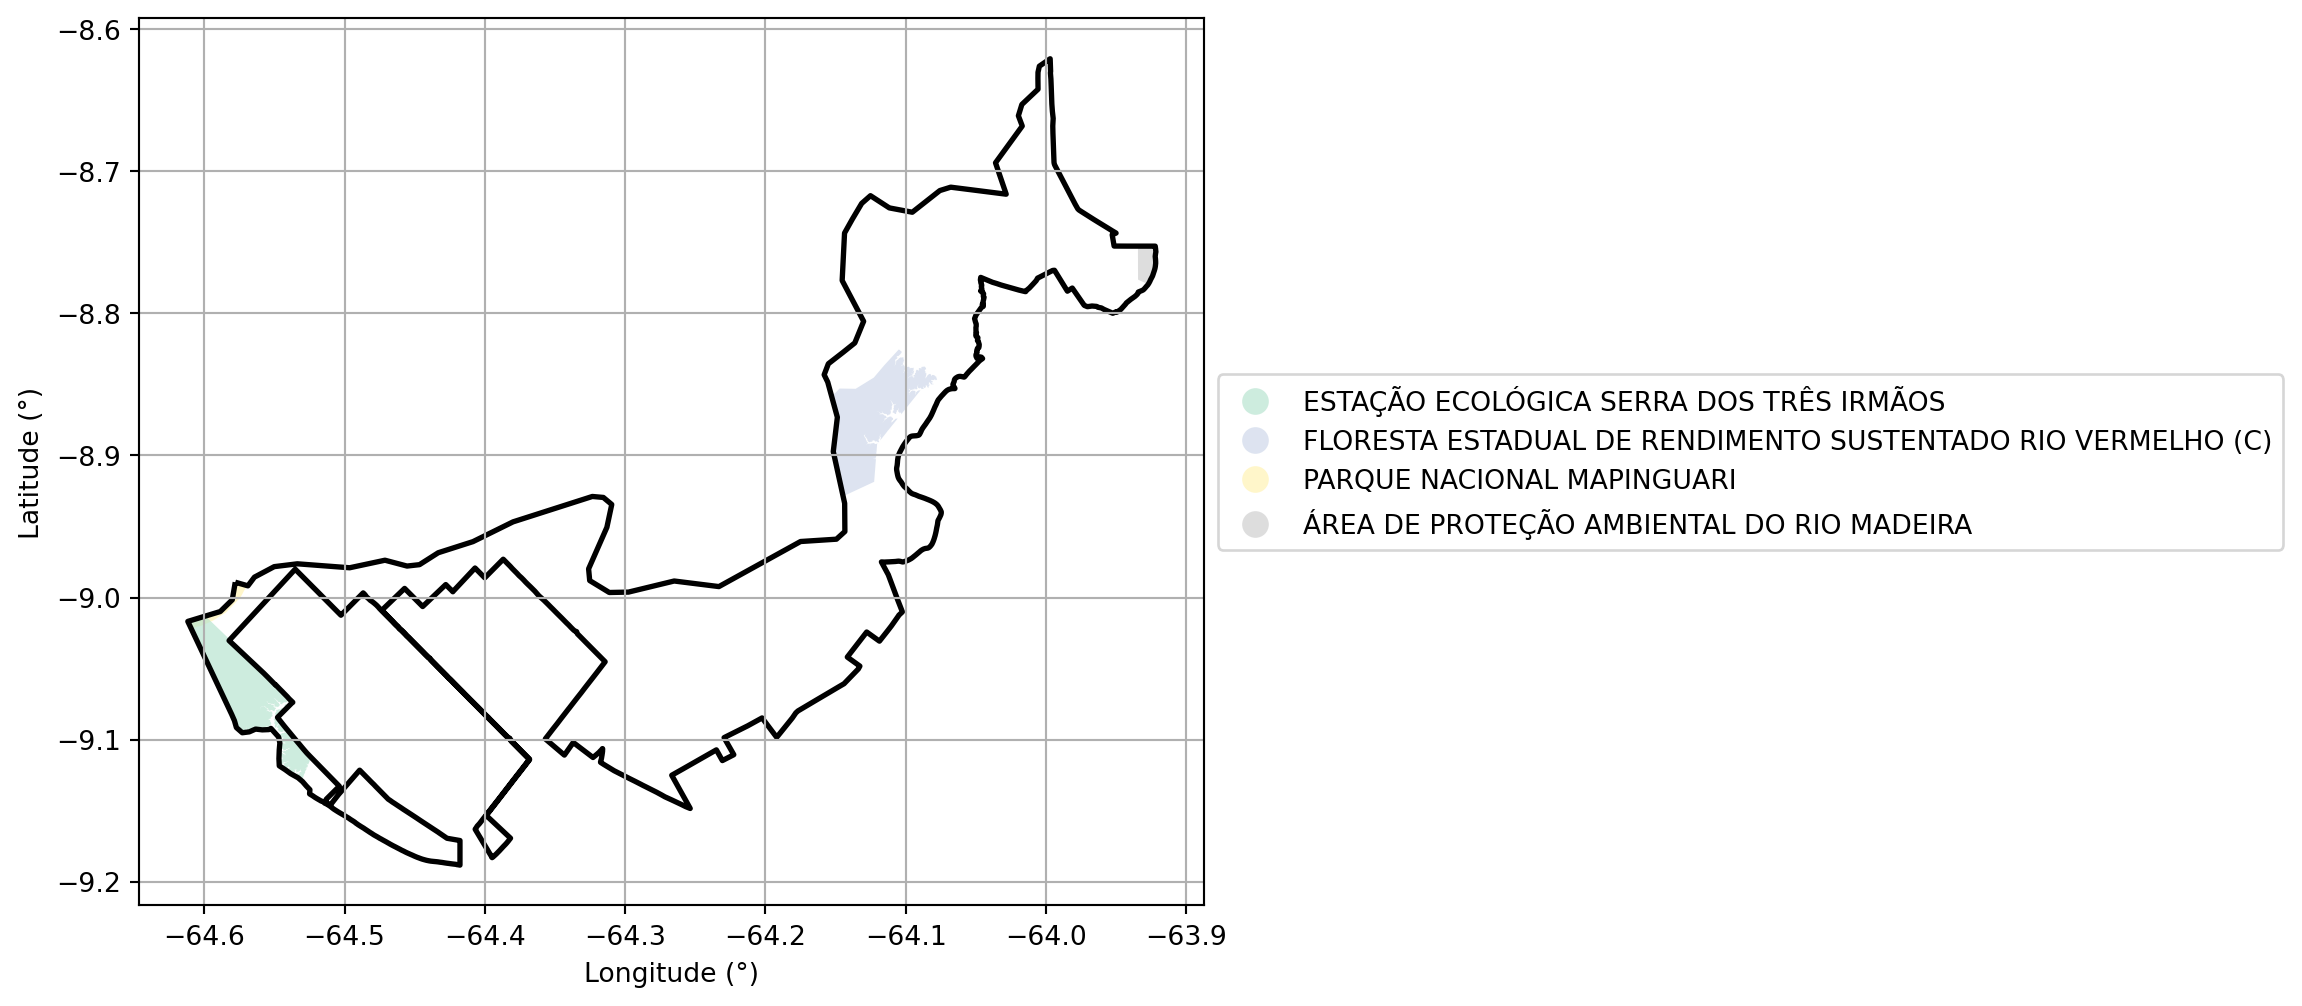 −8.6
−8.7
−8.8
−8.9
−9.0
−9.1
−9.2
Latitude (°)
−64.6 −64.5 −64.4 −64.3 −64.2 −64.1 −64.0 −63.9
Longitude (°)
ESTAÇÃO ECOLÓGICA SERRA DOS TRÊS IRMÃOS
FLORESTA ESTADUAL DE RENDIMENTO SUSTENTADO RIO VERMELHO (C)
PARQUE NACIONAL MAPINGUARI
ÁREA DE PROTEÇÃO AMBIENTAL DO RIO MADEIRA